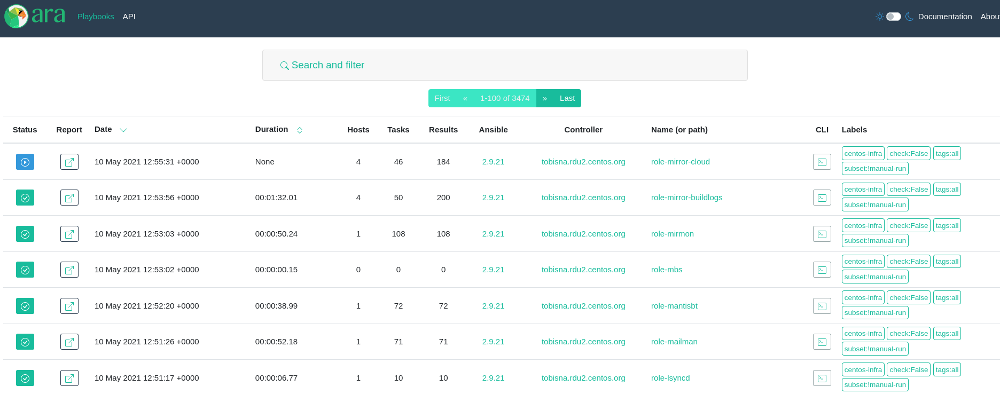 ara Playbooks API Documentation About
Search and filter
First « 1-100 of 3474 » Last
Status Report Date Duration Hosts Tasks Results Ansible Controller Name (or path) CLI Labels
10 May 2021 12:55:31 +0000 None 4 46 184 2.9.21 tobisna.rdu2.centos.org role-mirror-cloud centos-infra check:False tags:all
subset:!manual-run
10 May 2021 12:53:56 +0000 00:01:32.01 4 50 200 2.9.21 tobisna.rdu2.centos.org role-mirror-buildlogs centos-infra check:False tags:all
subset:!manual-run
10 May 2021 12:53:03 +0000 00:00:50.24 1 108 108 2.9.21 tobisna.rdu2.centos.org role-mirmon centos-infra check:False tags:all
subset:!manual-run
10 May 2021 12:53:02 +0000 00:00:00.15 0 0 0 2.9.21 tobisna.rdu2.centos.org role-mbs centos-infra check:False tags:all
subset:!manual-run
10 May 2021 12:52:20 +0000 00:00:38.99 1 72 72 2.9.21 tobisna.rdu2.centos.org role-mantisbt centos-infra check:False tags:all
subset:!manual-run
10 May 2021 12:51:26 +0000 00:00:52.18 1 71 71 2.9.21 tobisna.rdu2.centos.org role-mailman centos-infra check:False tags:all
subset:!manual-run
10 May 2021 12:51:17 +0000 00:00:06.77 1 10 10 2.9.21 tobisna.rdu2.centos.org role-isyncd centos-infra check:False tags:all
subset:!manual-run